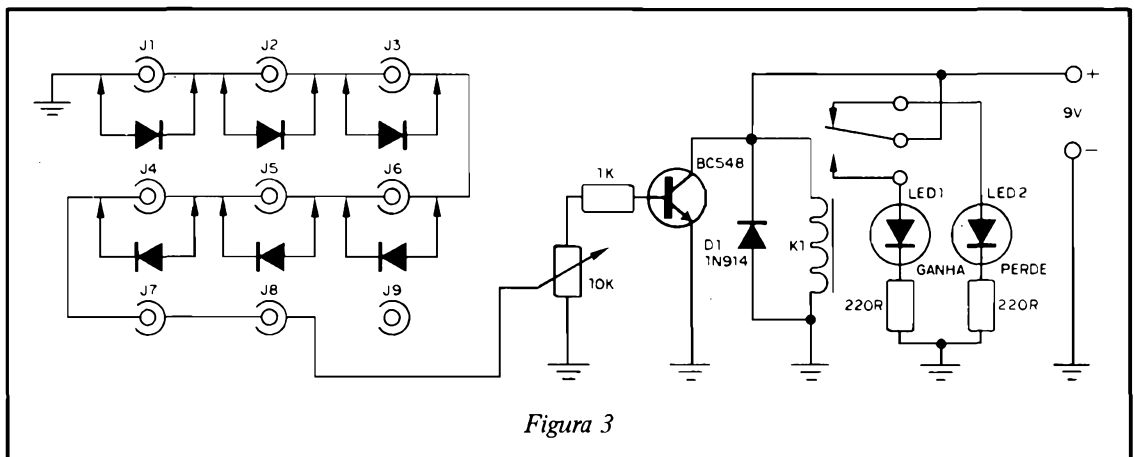 J1 J2 J3
J4 J5 J6
J7 J8 J9
1K
10K
BC548
D1
1N914
K1
LED1
LED2
GANHA
PERDE
220R
220R
+
9V
-
Figura 3